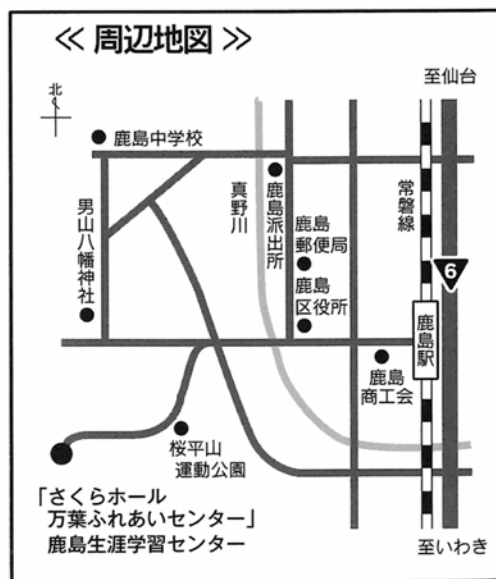 ≪ 周辺地図 ≫
至仙台
北
鹿島中学校
男山八幡神社
真野川
鹿島派出所
鹿島
郵便局
鹿島
区役所
常磐線
6
鹿島駅
鹿島
商工会
桜平山
運動公園
「さくらホール
万葉ふれあいセンター」
鹿島生涯学習センター
至いわき